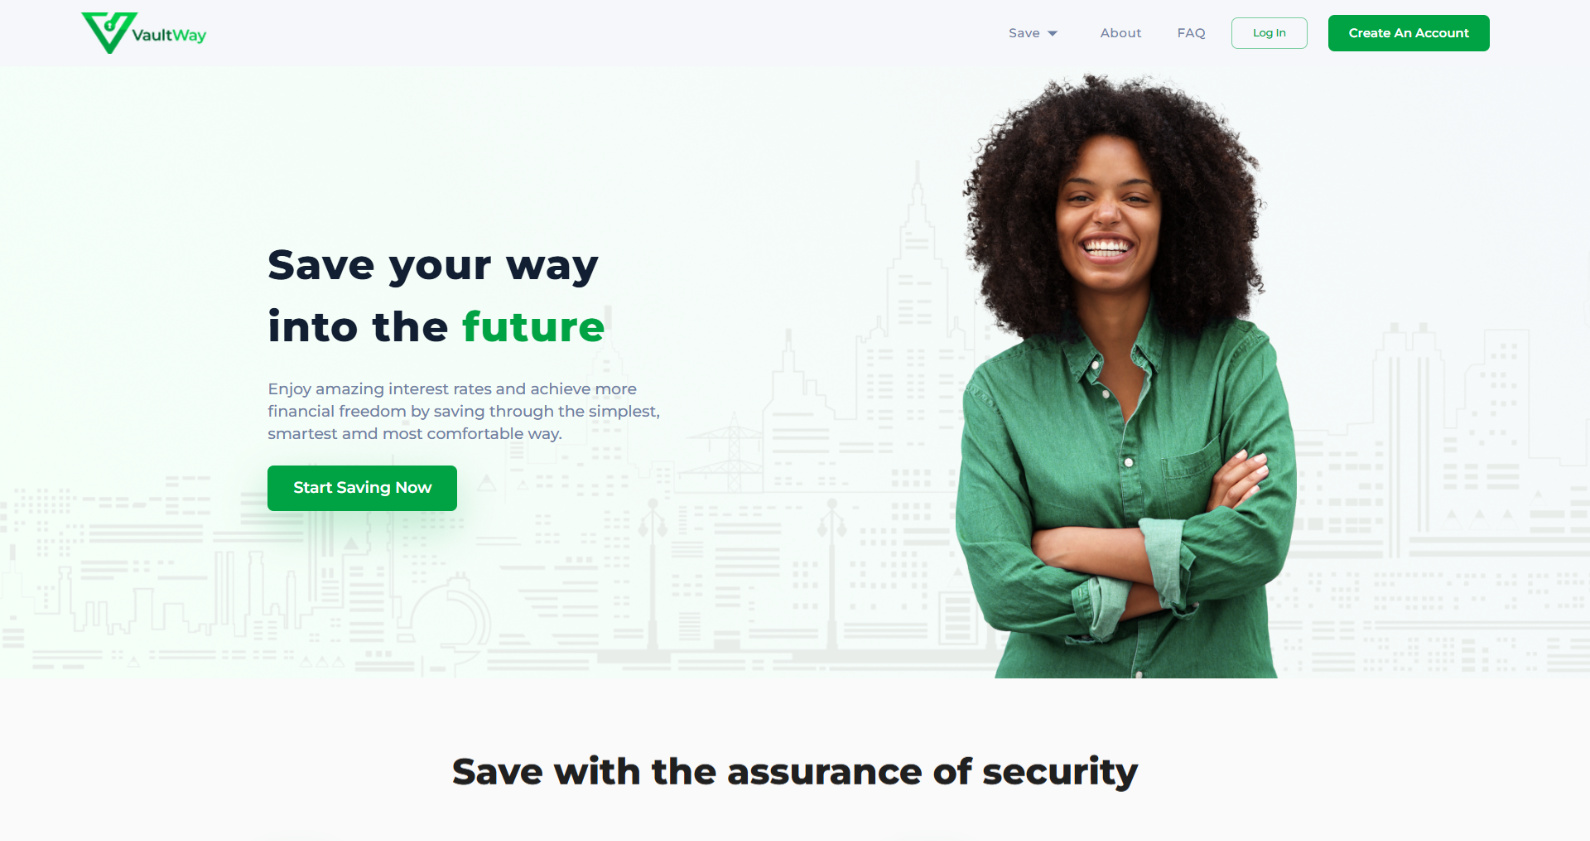 VaultWay
Save
About
FAQ
Log In
Create An Account
Save your way
into the future
Enjoy amazing interest rates and achieve more
financial freedom by saving through the simplest,
smartest amd most comfortable way.
Start Saving Now
Save with the assurance of security